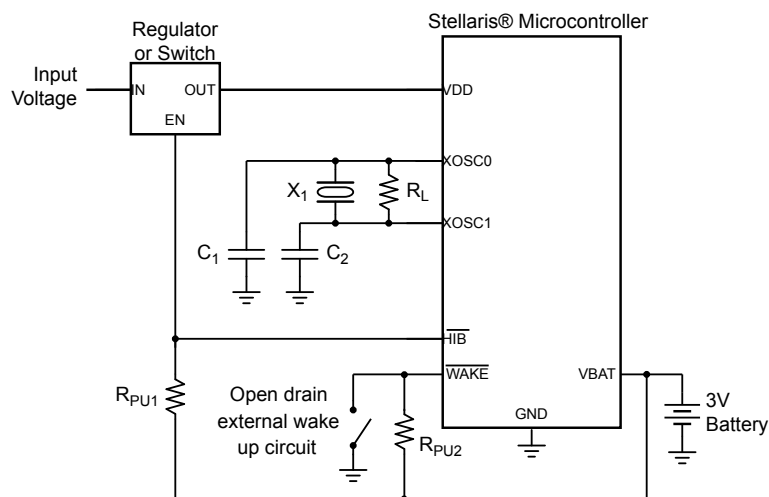 Stellaris® Microcontroller
Regulator
or Switch
Input
Voltage
IN
OUT
EN
VDD
XOSC0
X1
RL
XOSC1
C1
C2
HIB
WAKE
VBAT
RPU1
Open drain
external wake
up circuit
RPU2
GND
3V
Battery